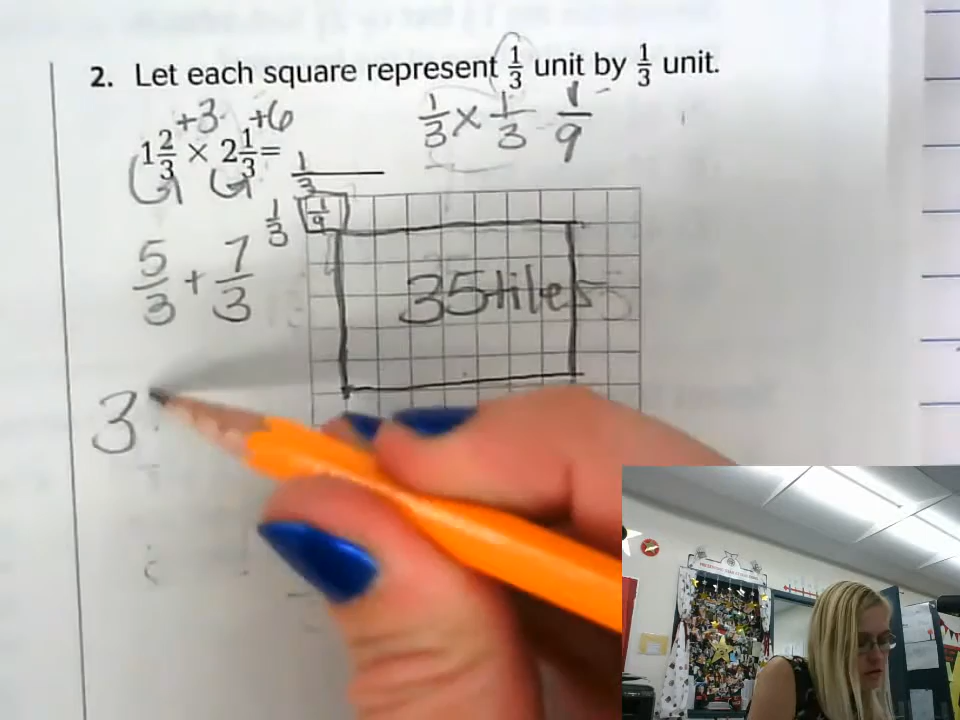 2. Let each square represent 1/3 unit by 1/3 unit.
+3 +6
1 2/3 × 2 1/3 =
1/3 × 1/3 1/9
1/3
1/3 1/9
5/3 + 7/3
35 tiles
3